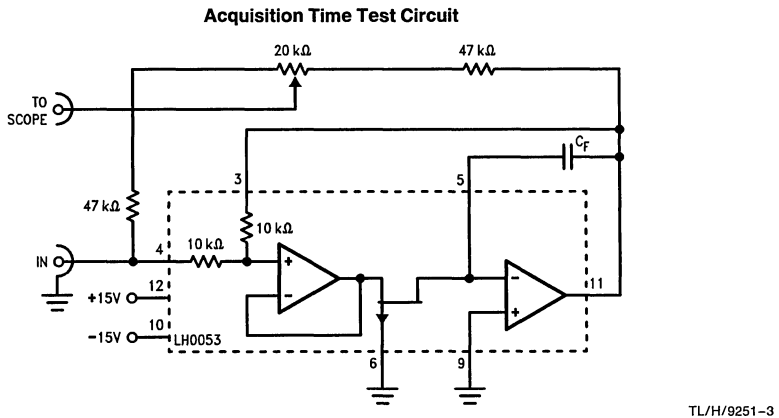 Acquisition Time Test Circuit
20 kΩ
47 kΩ
TO
SCOPE
C_F
3
5
47 kΩ
10 kΩ
4
10 kΩ
IN
+
-
-
+
11
12
+15V
10
-15V
LH0053
6
9
TL/H/9251-3